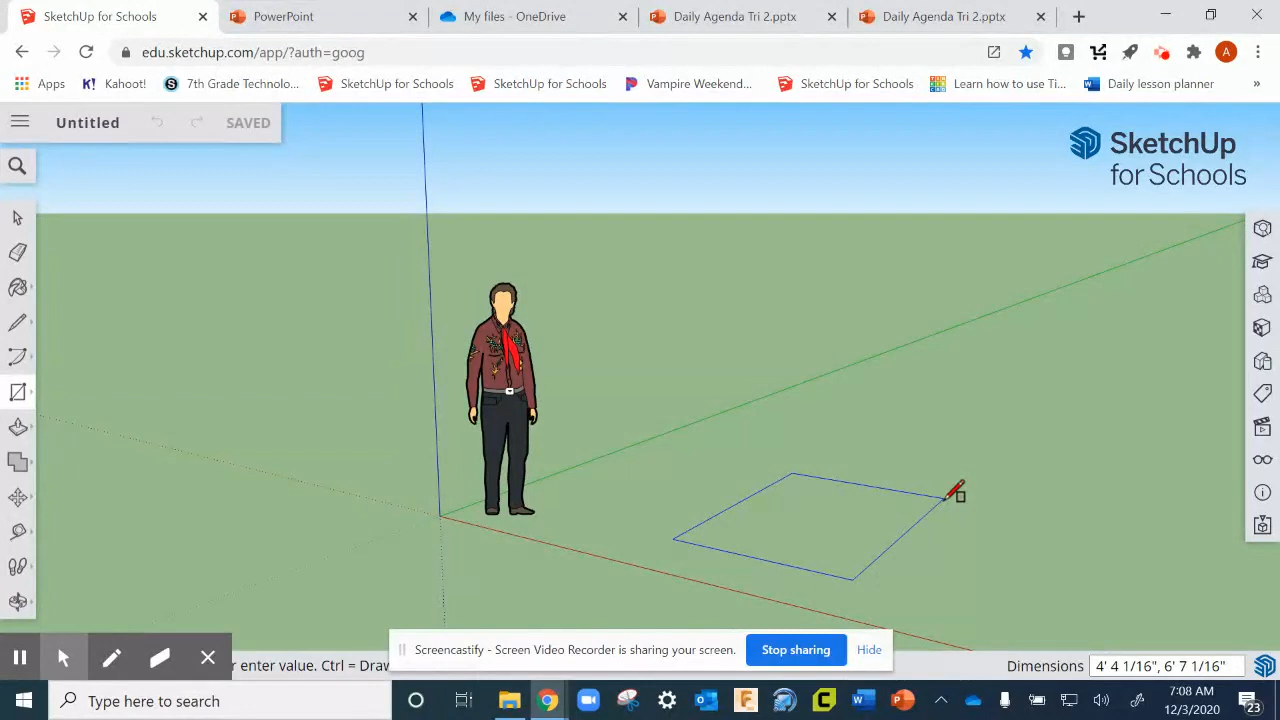 SketchUp for Schools
PowerPoint
My files - OneDrive
Daily Agenda Tri 2.pptx
Daily Agenda Tri 2.pptx
edu.sketchup.com/app/?auth=goog
A
Apps
Kahoot!
7th Grade Technolo...
SketchUp for Schools
SketchUp for Schools
Vampire Weekend...
SketchUp for Schools
Learn how to use Ti...
Daily lesson planner
»
Untitled
SAVED
SketchUp
for Schools
Screencastify - Screen Video Recorder is sharing your screen.
Stop sharing
Hide
r enter value. Ctrl = Draw
Dimensions
4' 4 1/16", 6' 7 1/16"
Type here to search
7:08 AM
12/3/2020
23